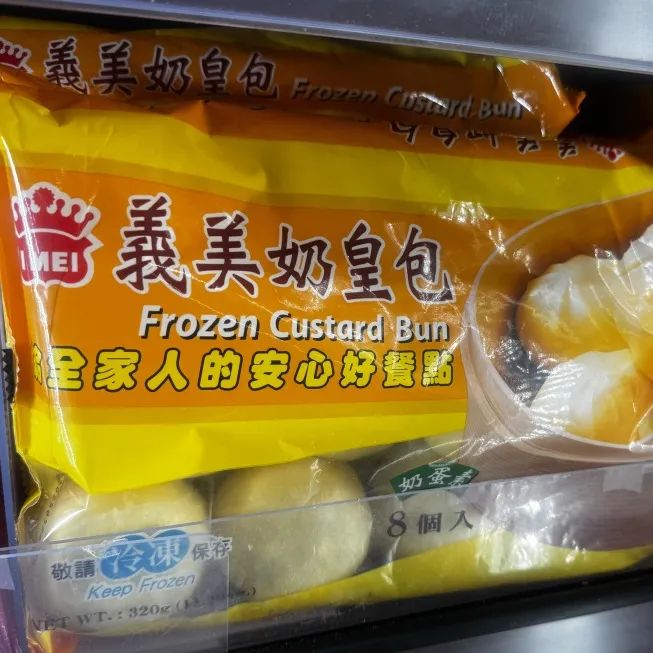 義美奶皇包 Frozen Custard Bun
IMEI
義美奶皇包
Frozen Custard Bun
全家人的安心好餐點
奶蛋素
8個入
敬請冷凍保存
Keep Frozen
NET WT.: 320g